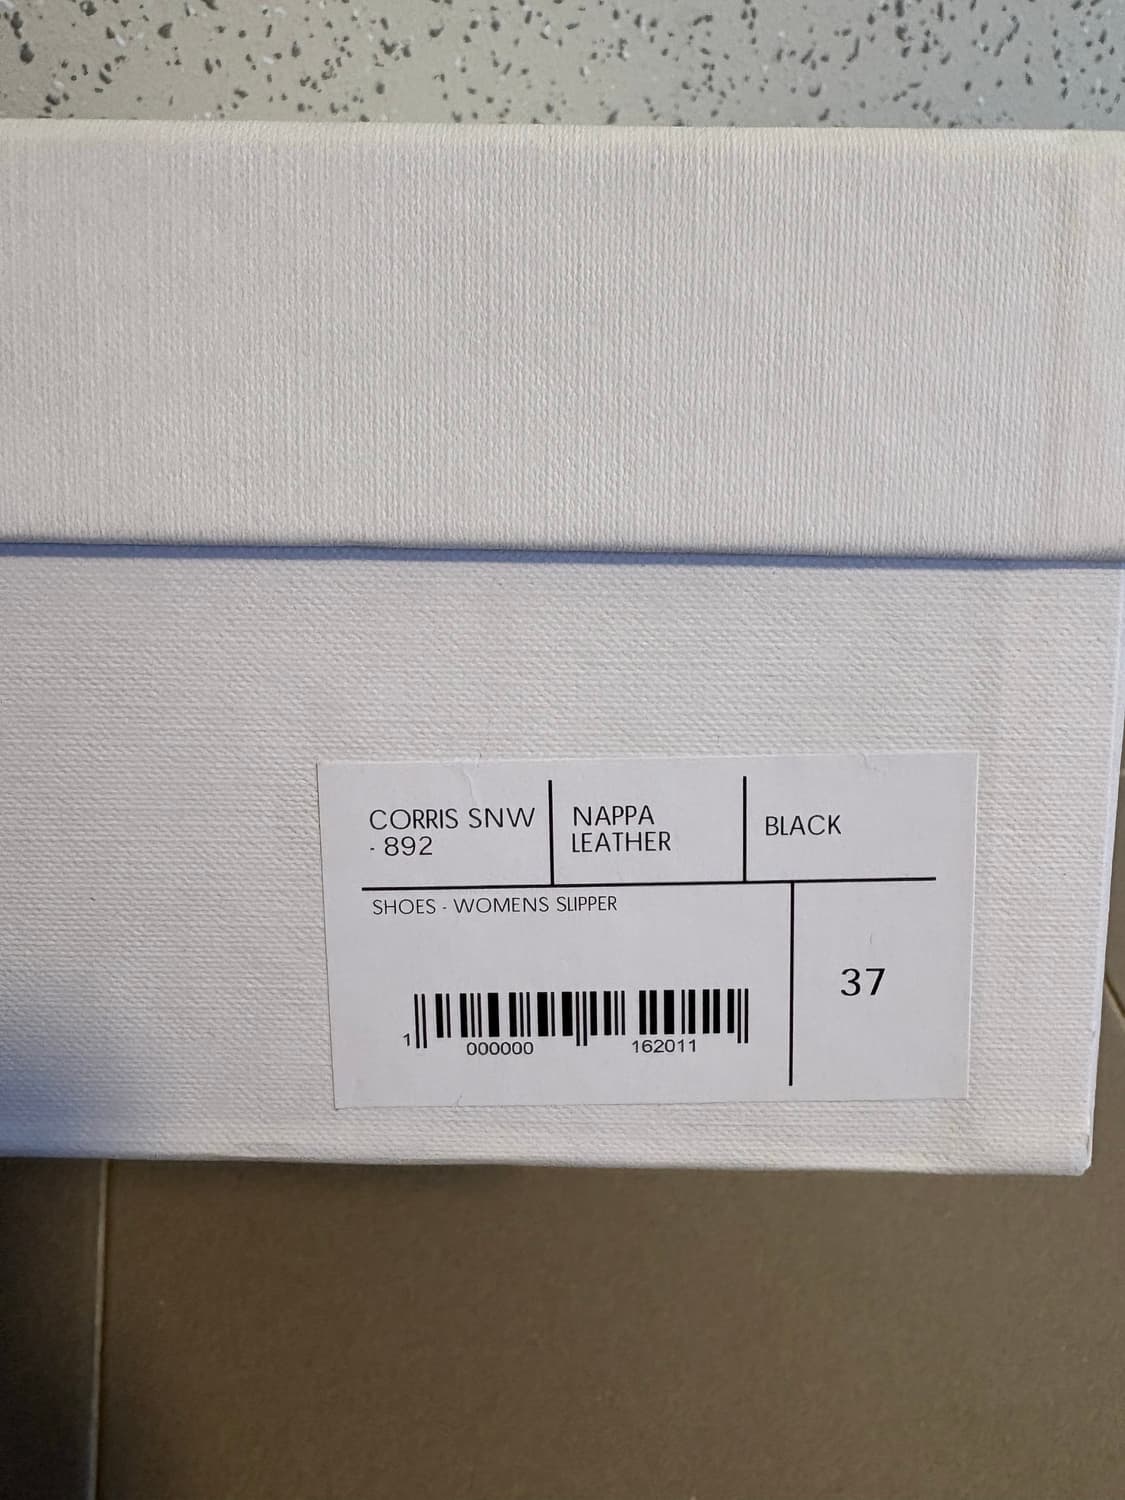 CORRIS SNW
- 892
NAPPA
LEATHER
BLACK
SHOES - WOMENS SLIPPER
37
1 000000 162011